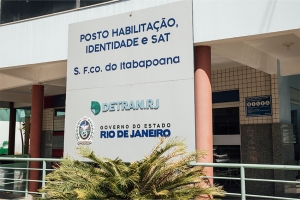 POSTO HABILITAÇÃO,
IDENTIDADE e SAT
S. F.co. do Itabapoana
DETRAN.RJ
GOVERNO DO ESTADO
RIO DE JANEIRO